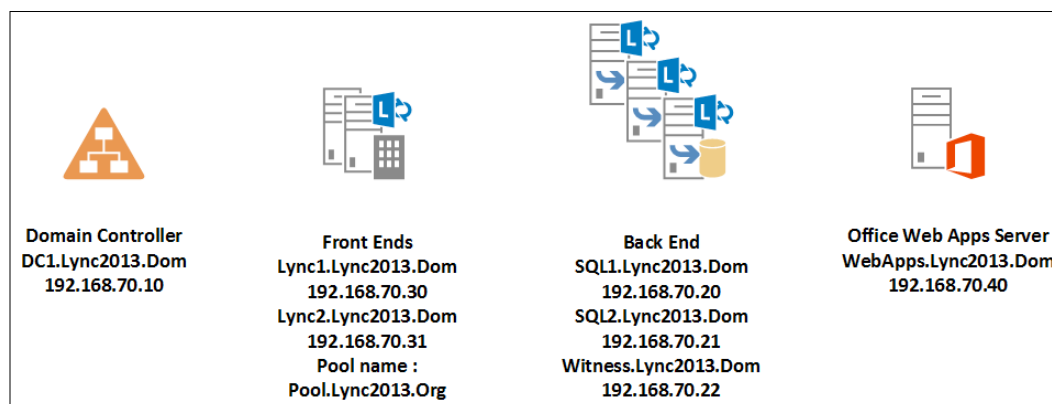 Domain Controller
DC1.Lync2013.Dom
192.168.70.10
Front Ends
Lync1.Lync2013.Dom
192.168.70.30
Lync2.Lync2013.Dom
192.168.70.31
Pool name :
Pool.Lync2013.Org
Back End
SQL1.Lync2013.Dom
192.168.70.20
SQL2.Lync2013.Dom
192.168.70.21
Witness.Lync2013.Dom
192.168.70.22
Office Web Apps Server
WebApps.Lync2013.Dom
192.168.70.40